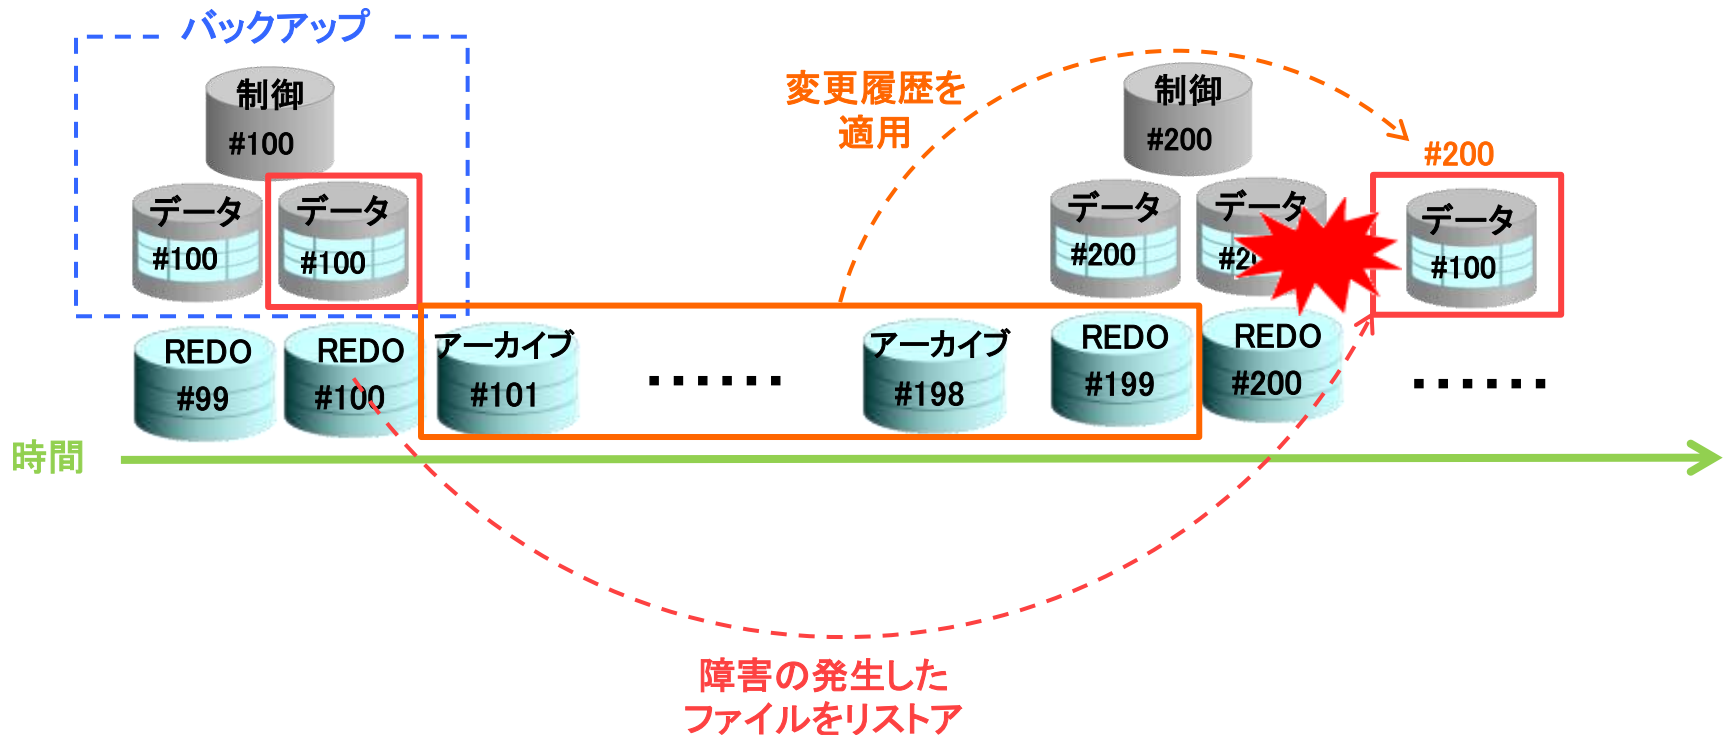 バックアップ
制御
#100
データ
#100
データ
#100
REDO
#99
REDO
#100
アーカイブ
#101
・・・・・・
アーカイブ
#198
REDO
#199
REDO
#200
・・・・・・
変更履歴を
適用
制御
#200
データ
#200
データ
#200
データ
#100
時間
障害の発生した
ファイルをリストア